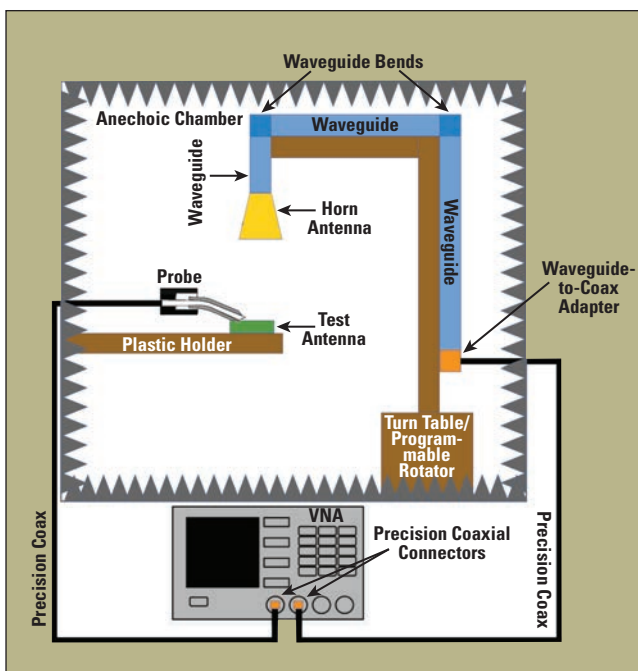 Waveguide Bends
Anechoic Chamber
Waveguide
Waveguide
Horn
Antenna
Waveguide
Waveguide-
to-Coax
Adapter
Probe
Test
Antenna
Plastic Holder
Turn Table/
Program-
mable
Rotator
VNA
Precision Coaxial
Connectors
Precision Coax
Precision Coax